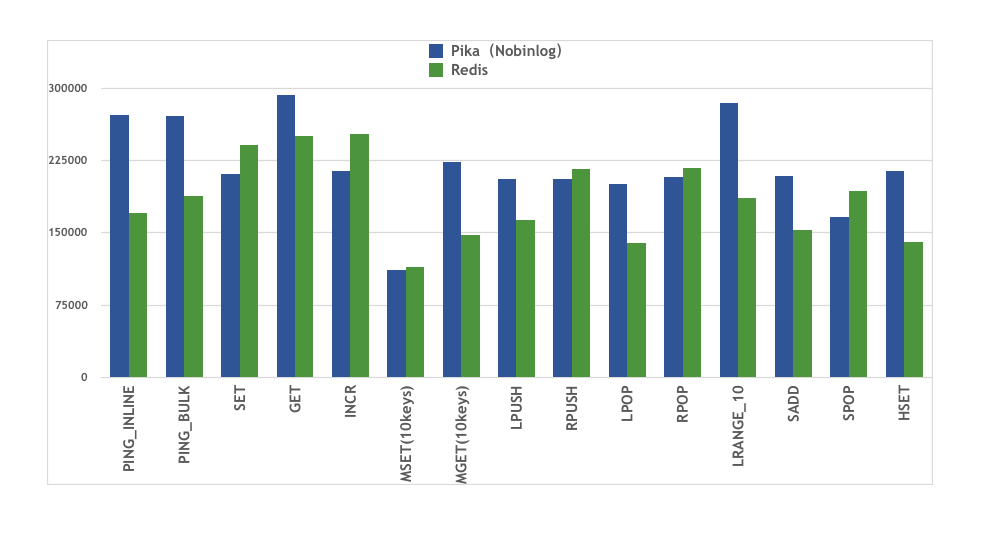 Pika (Nobinlog)
Redis
300000
225000
150000
75000
0
PING_INLINE
PING_BULK
SET
GET
INCR
MSET(10keys)
MGET(10keys)
LPUSH
RPUSH
LPOP
RPOP
LRANGE_10
SADD
SPOP
HSET